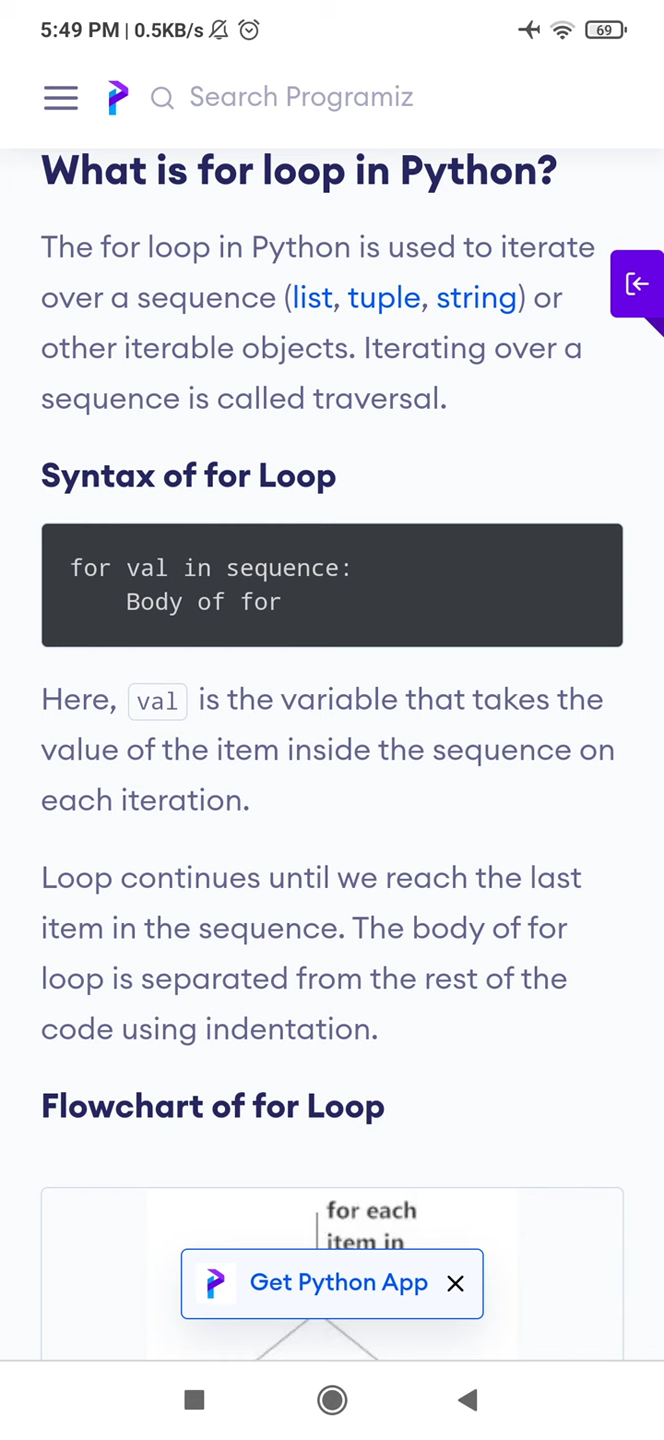 5:49 PM | 0.5KB/s
69
Search Programiz
What is for loop in Python?
The for loop in Python is used to iterate
over a sequence (list, tuple, string) or
other iterable objects. Iterating over a
sequence is called traversal.
Syntax of for Loop
for val in sequence:
    Body of for
Here, val is the variable that takes the
value of the item inside the sequence on
each iteration.
Loop continues until we reach the last
item in the sequence. The body of for
loop is separated from the rest of the
code using indentation.
Flowchart of for Loop
for each
item in
Get Python App